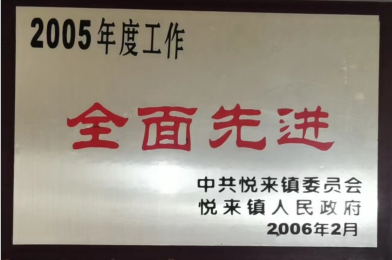 2005年度工作
全面先进
中共悦来镇委员会
悦来镇人民政府
2006年2月